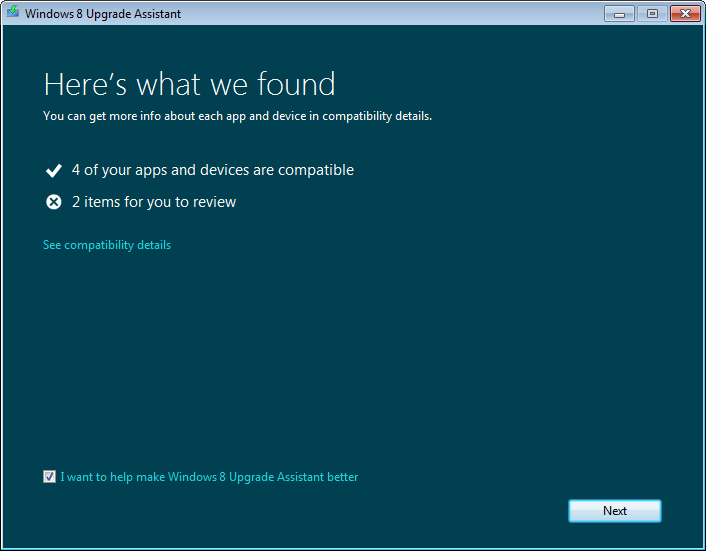 Windows 8 Upgrade Assistant
Here's what we found
You can get more info about each app and device in compatibility details.
4 of your apps and devices are compatible
2 items for you to review
See compatibility details
I want to help make Windows 8 Upgrade Assistant better
Next